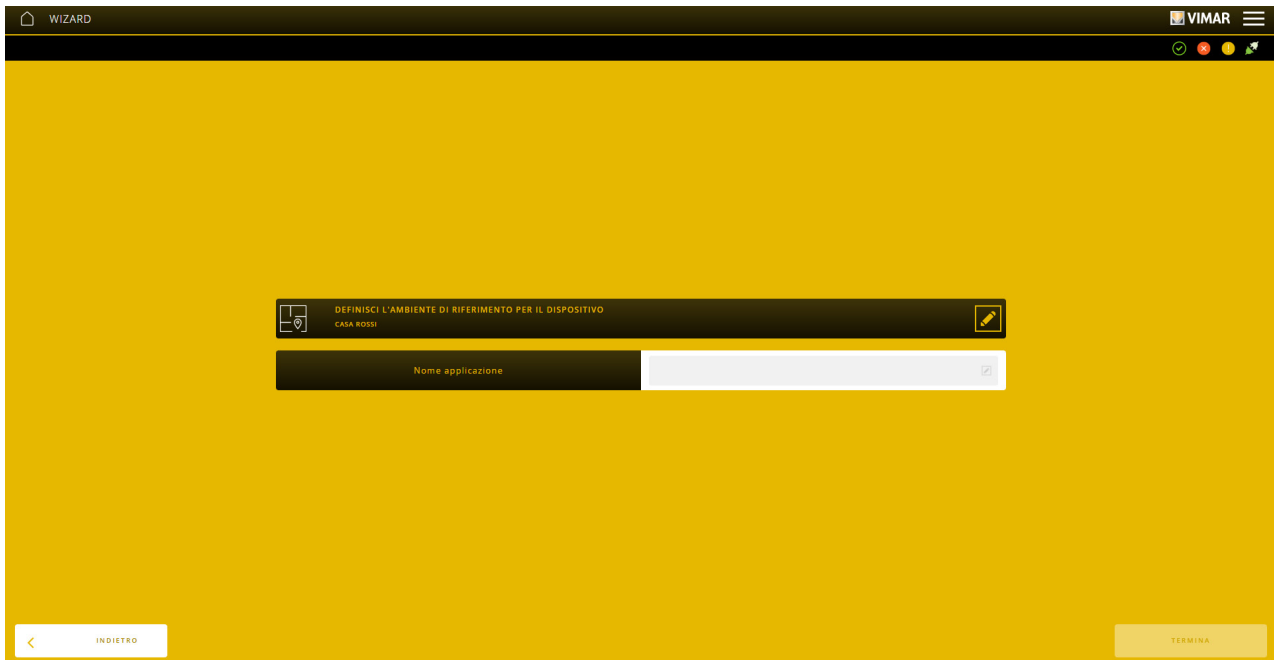 WIZARD
VIMAR
DEFINISCI L'AMBIENTE DI RIFERIMENTO PER IL DISPOSITIVO
CASA ROSSI
Nome applicazione
INDIETRO
TERMINA